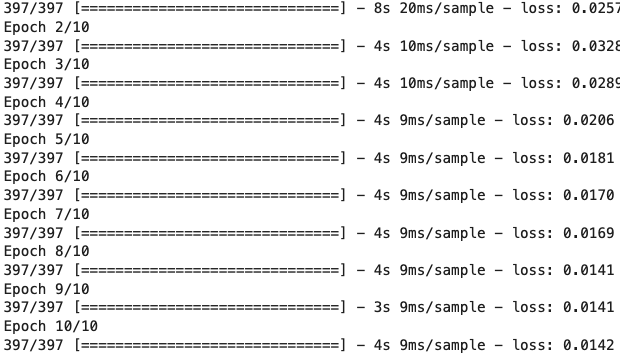 397/397 [==============================] - 8s 20ms/sample - loss: 0.0257
Epoch 2/10
397/397 [==============================] - 4s 10ms/sample - loss: 0.0328
Epoch 3/10
397/397 [==============================] - 4s 10ms/sample - loss: 0.0289
Epoch 4/10
397/397 [==============================] - 4s 9ms/sample - loss: 0.0206
Epoch 5/10
397/397 [==============================] - 4s 9ms/sample - loss: 0.0181
Epoch 6/10
397/397 [==============================] - 4s 9ms/sample - loss: 0.0170
Epoch 7/10
397/397 [==============================] - 4s 9ms/sample - loss: 0.0169
Epoch 8/10
397/397 [==============================] - 4s 9ms/sample - loss: 0.0141
Epoch 9/10
397/397 [==============================] - 3s 9ms/sample - loss: 0.0141
Epoch 10/10
397/397 [==============================] - 4s 9ms/sample - loss: 0.0142